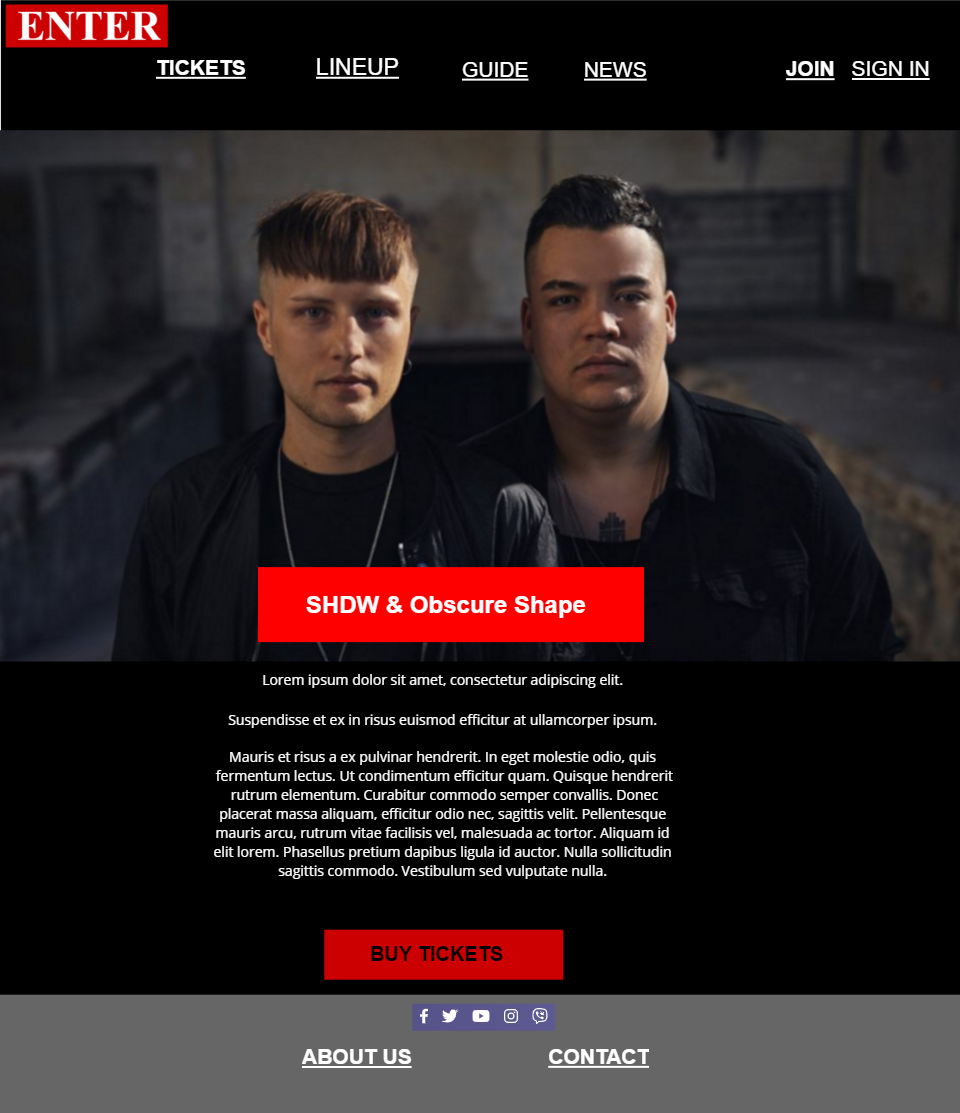 ENTER
TICKETS LINEUP GUIDE NEWS JOIN SIGN IN
SHDW & Obscure Shape
Lorem ipsum dolor sit amet, consectetur adipiscing elit.
Suspendisse et ex in risus euismod efficitur at ullamcorper ipsum.
Mauris et risus a ex pulvinar hendrerit. In eget molestie odio, quis
fermentum lectus. Ut condimentum efficitur quam. Quisque hendrerit
rutrum elementum. Curabitur commodo semper convallis. Donec
placerat massa aliquam, efficitur odio nec, sagittis velit. Pellentesque
mauris arcu, rutrum vitae facilisis vel, malesuada ac tortor. Aliquam id
elit lorem. Phasellus pretium dapibus ligula id auctor. Nulla sollicitudin
sagittis commodo. Vestibulum sed vulputate nulla.
BUY TICKETS
ABOUT US CONTACT